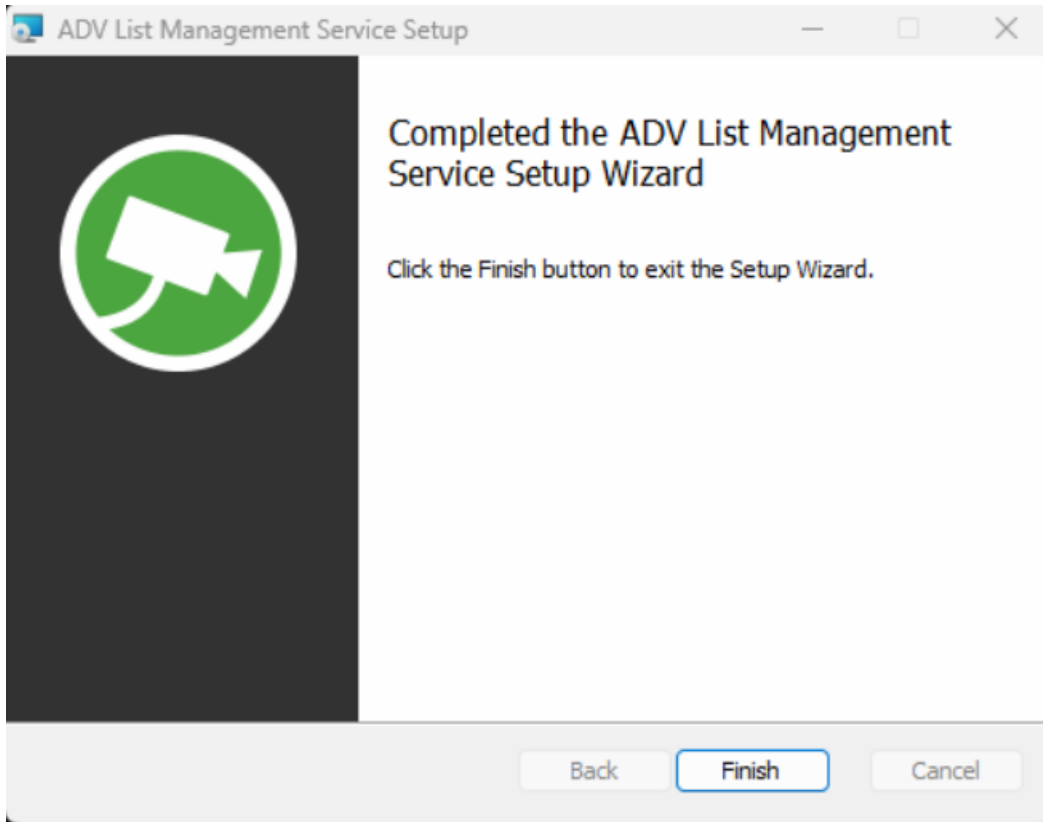 ADV List Management Service Setup
Completed the ADV List Management
Service Setup Wizard
Click the Finish button to exit the Setup Wizard.
Back
Finish
Cancel